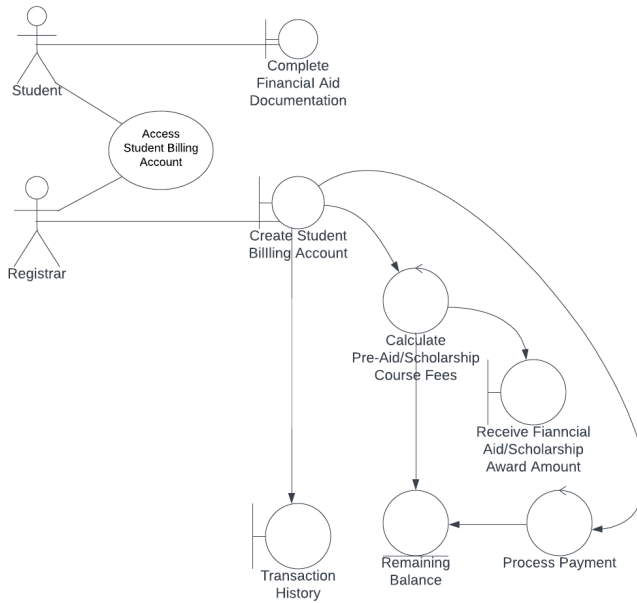 Complete
Financial Aid
Documentation
Student
Access
Student Billing
Account
Registrar
Create Student
Billling Account
Calculate
Pre-Aid/Scholarship
Course Fees
Receive Fianncial
Aid/Scholarship
Award Amount
Transaction
History
Remaining
Balance
Process Payment